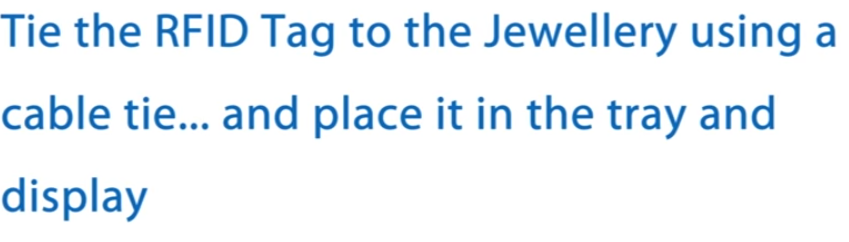 Tie the RFID Tag to the Jewellery using a
cable tie... and place it in the tray and
display